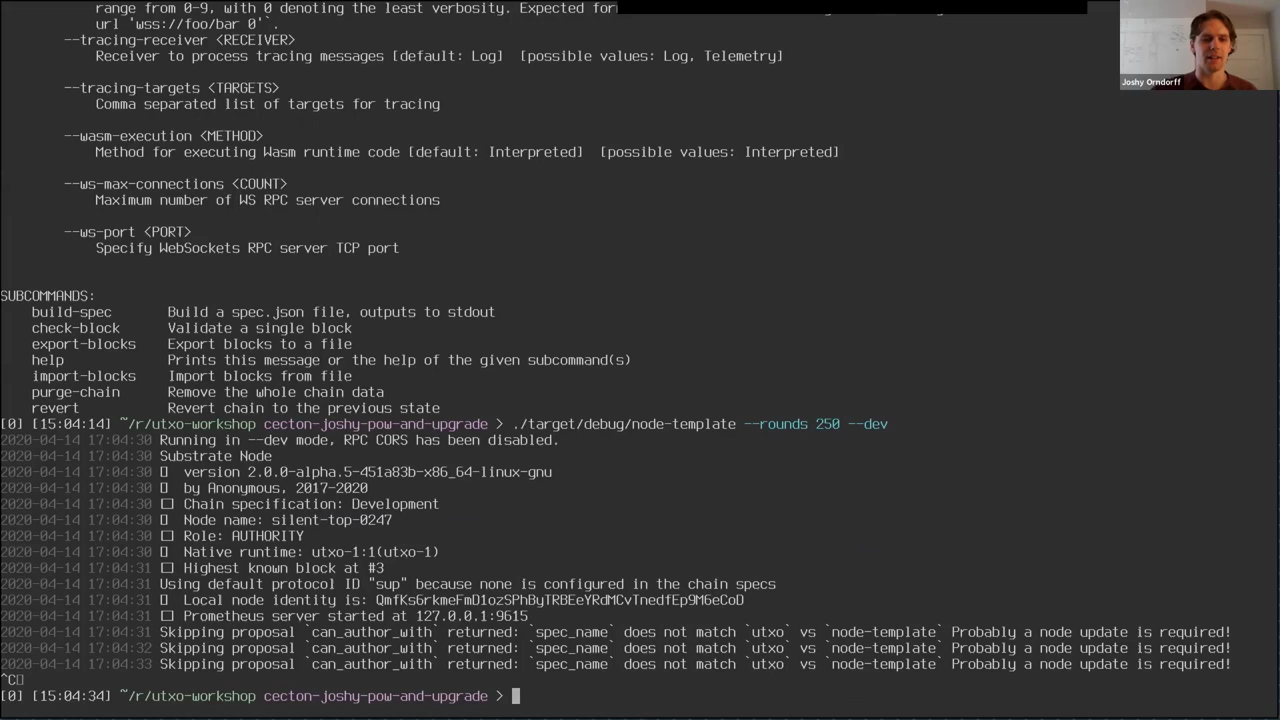 range from 0-9, with 0 denoting the least verbosity. Expected for
url 'wss://foo/bar 0'`.
--tracing-receiver <RECEIVER>
Receiver to process tracing messages [default: Log]  [possible values: Log, Telemetry]
--tracing-targets <TARGETS>
Comma separated list of targets for tracing
--wasm-execution <METHOD>
Method for executing Wasm runtime code [default: Interpreted]  [possible values: Interpreted]
--ws-max-connections <COUNT>
Maximum number of WS RPC server connections
--ws-port <PORT>
Specify WebSockets RPC server TCP port
SUBCOMMANDS:
build-spec Build a spec.json file, outputs to stdout
check-block Validate a single block
export-blocks Export blocks to a file
help Prints this message or the help of the given subcommand(s)
import-blocks Import blocks from file
purge-chain Remove the whole chain data
revert Revert chain to the previous state
[0] [15:04:14] ~/r/utxo-workshop cecton-joshy-pow-and-upgrade > ./target/debug/node-template --rounds 250 --dev
2020-04-14 17:04:30 Running in --dev mode, RPC CORS has been disabled.
2020-04-14 17:04:30 Substrate Node
2020-04-14 17:04:30 version 2.0.0-alpha.5-451a83b-x86_64-linux-gnu
2020-04-14 17:04:30 by Anonymous, 2017-2020
2020-04-14 17:04:30 Chain specification: Development
2020-04-14 17:04:30 Node name: silent-top-0247
2020-04-14 17:04:30 Role: AUTHORITY
2020-04-14 17:04:30 Native runtime: utxo-1:1(utxo-1)
2020-04-14 17:04:31 Highest known block at #3
2020-04-14 17:04:31 Using default protocol ID "sup" because none is configured in the chain specs
2020-04-14 17:04:31 Local node identity is: QmfKs6rkmeFmD1ozSPhByTRBEeYRdMCvTnedfEp9M6eCoD
2020-04-14 17:04:31 Prometheus server started at 127.0.0.1:9615
2020-04-14 17:04:31 Skipping proposal `can_author_with` returned: `spec_name` does not match `utxo` vs `node-template` Probably a node update is required!
2020-04-14 17:04:32 Skipping proposal `can_author_with` returned: `spec_name` does not match `utxo` vs `node-template` Probably a node update is required!
2020-04-14 17:04:33 Skipping proposal `can_author_with` returned: `spec_name` does not match `utxo` vs `node-template` Probably a node update is required!
^C
[0] [15:04:34] ~/r/utxo-workshop cecton-joshy-pow-and-upgrade >
Joshy Orndorff